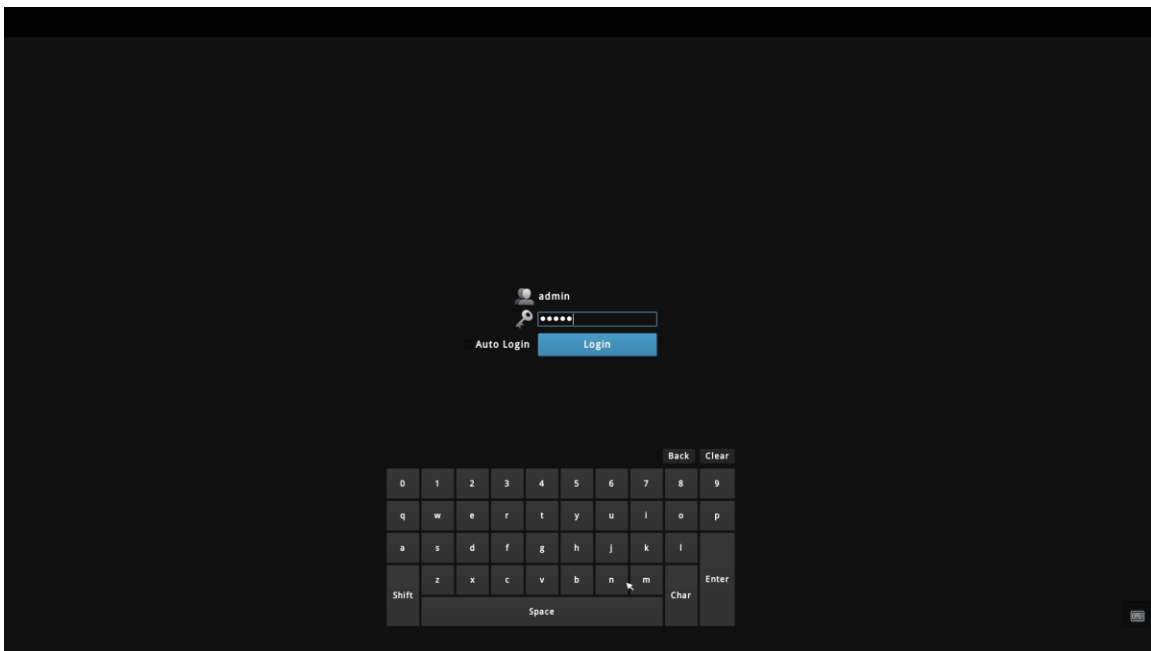 admin
•••••
Auto Login Login
Back Clear
0 1 2 3 4 5 6 7 8 9
q w e r t y u i o p
a s d f g h j k l
Enter
z x c v b n m
Shift Char
Space